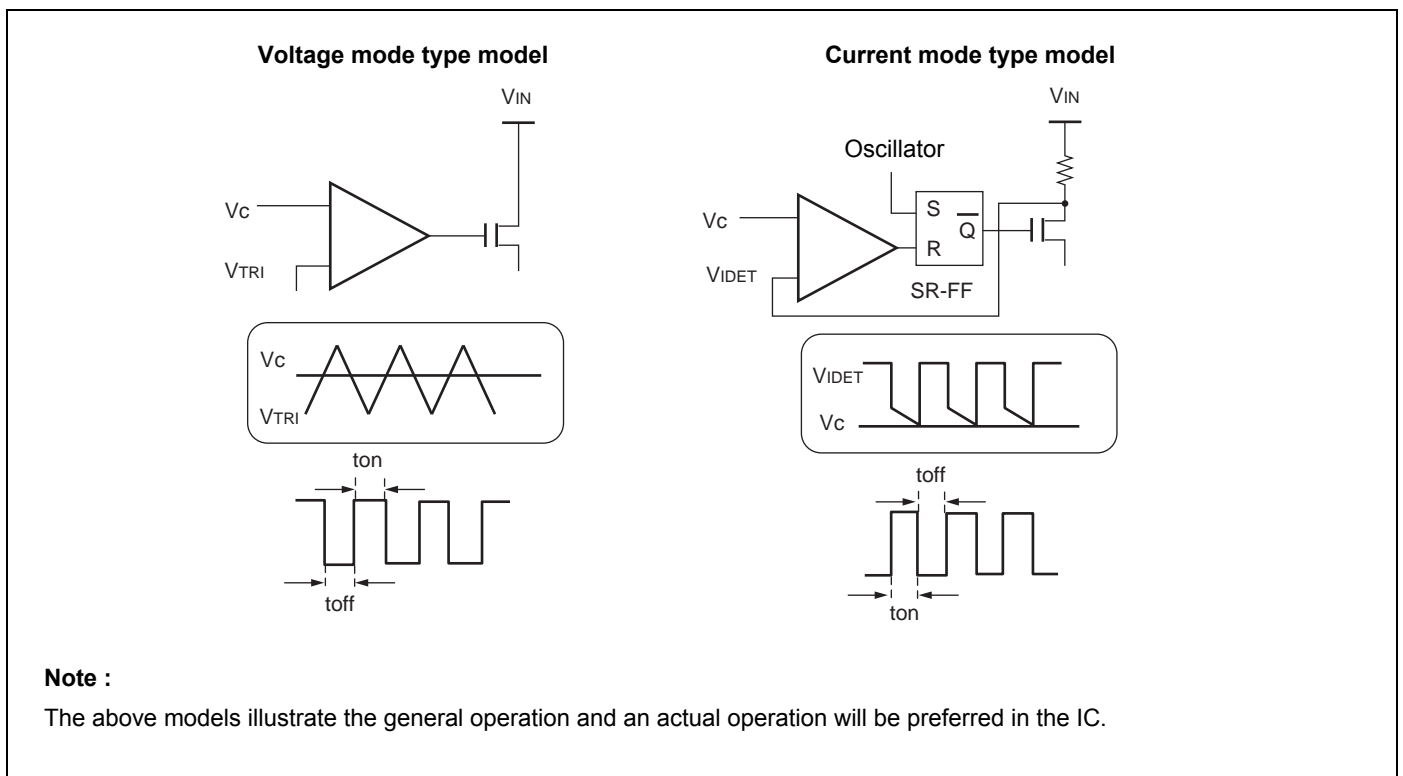 Voltage mode type model
VIN
Vc
VTRI
Vc
VTRI
ton
toff
Current mode type model
VIN
Oscillator
Vc
S
Q
R
VIDET
SR-FF
VIDET
Vc
toff
ton
Note :
The above models illustrate the general operation and an actual operation will be preferred in the IC.